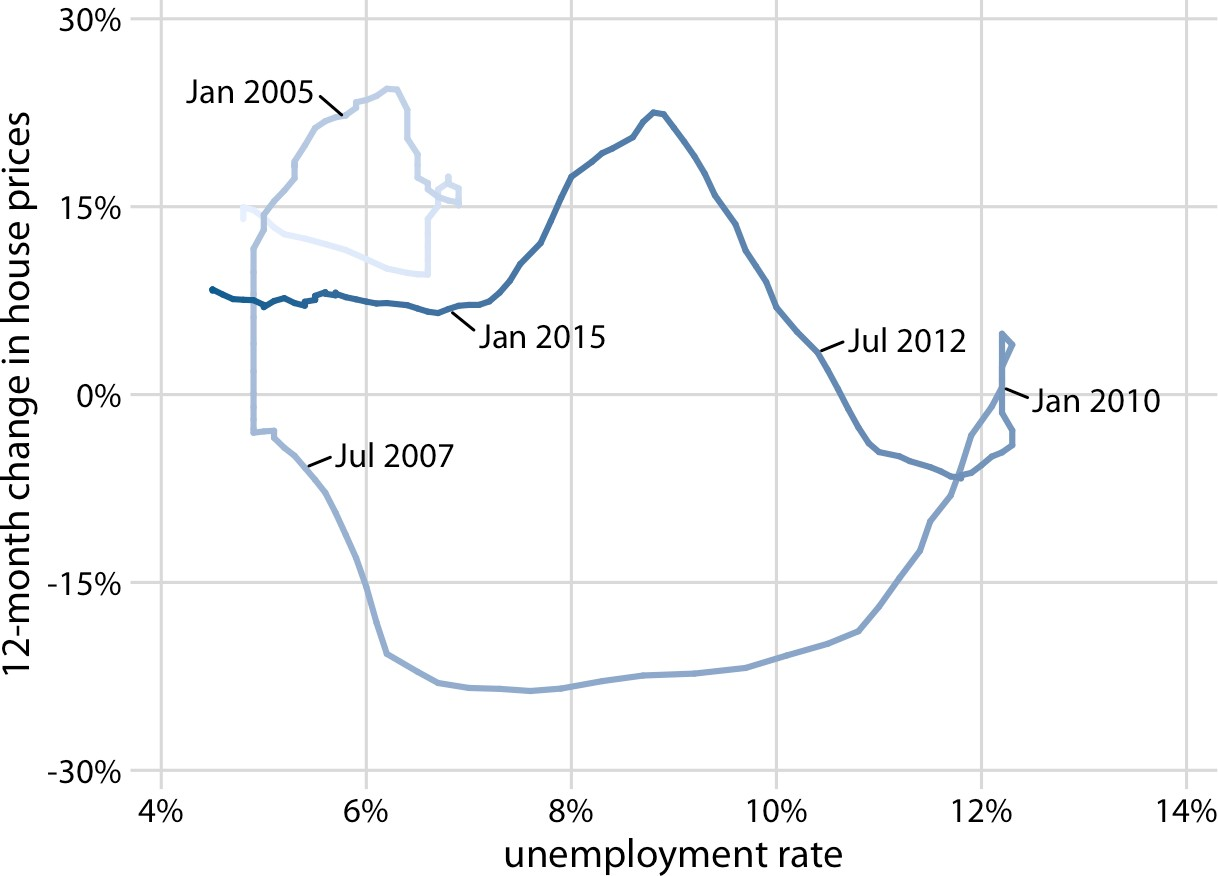 30%
Jan 2005
15%
Jan 2015
Jul 2012
0%
Jan 2010
Jul 2007
-15%
-30%
12-month change in house prices
4% 6% 8% 10% 12% 14%
unemployment rate